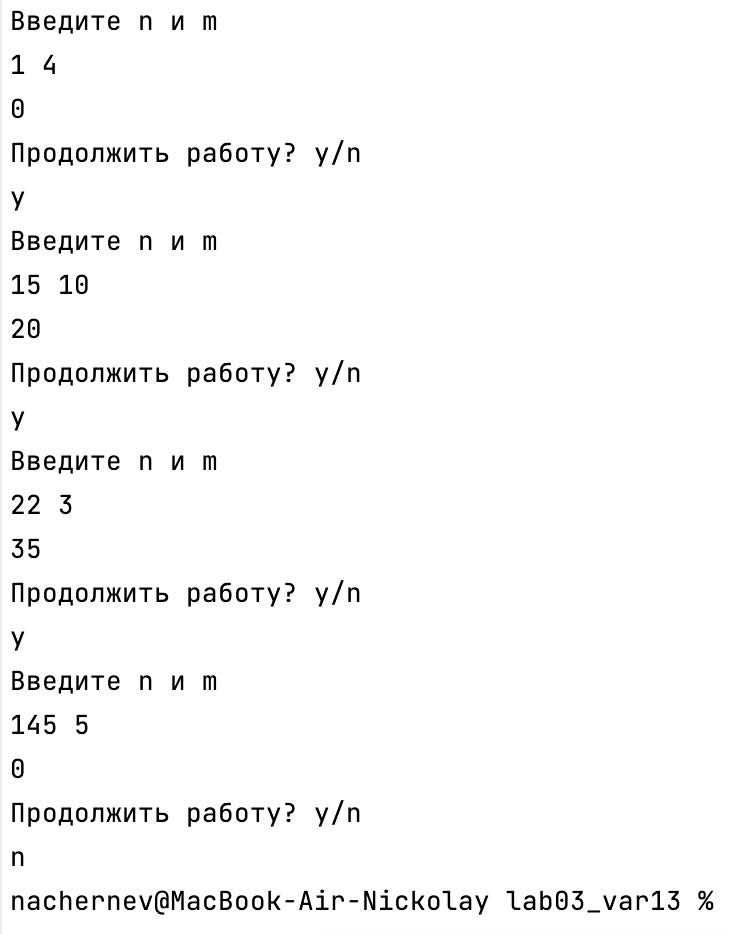 Введите n и m
1 4
0
Продолжить работу? y/n
y
Введите n и m
15 10
20
Продолжить работу? y/n
y
Введите n и m
22 3
35
Продолжить работу? y/n
y
Введите n и m
145 5
0
Продолжить работу? y/n
n
nachernev@MacBook-Air-Nickolay lab03_var13 %